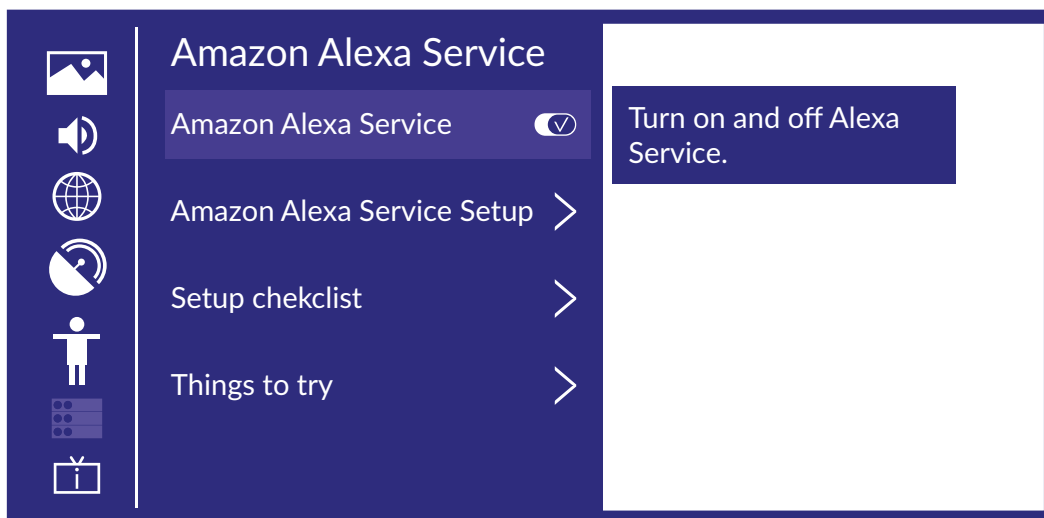 Amazon Alexa Service
Amazon Alexa Service
Turn on and off Alexa
Service.
Amazon Alexa Service Setup
Setup chekclist
Things to try
i